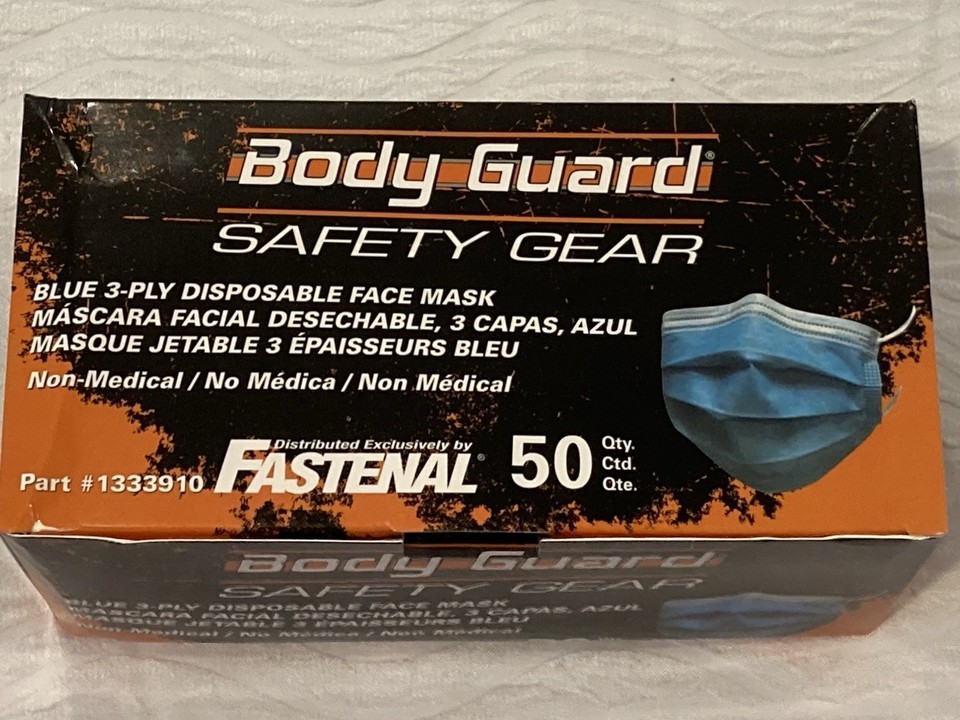 Body Guard®
SAFETY GEAR
BLUE 3-PLY DISPOSABLE FACE MASK
MÁSCARA FACIAL DESECHABLE, 3 CAPAS, AZUL
MASQUE JETABLE 3 ÉPAISSEURS BLEU
Non-Medical / No Médica / Non Médical
Distributed Exclusively by
FASTENAL®
Part #1333910
50
Qty.
Ctd.
Qte.
Body Guard
SAFETY GEAR
BLUE 3-PLY DISPOSABLE FACE MASK
MÁSCARA FACIAL DESECHABLE, 3 CAPAS, AZUL
MASQUE JETABLE 3 ÉPAISSEURS BLEU
Non-Medical / No Médica / Non Médical